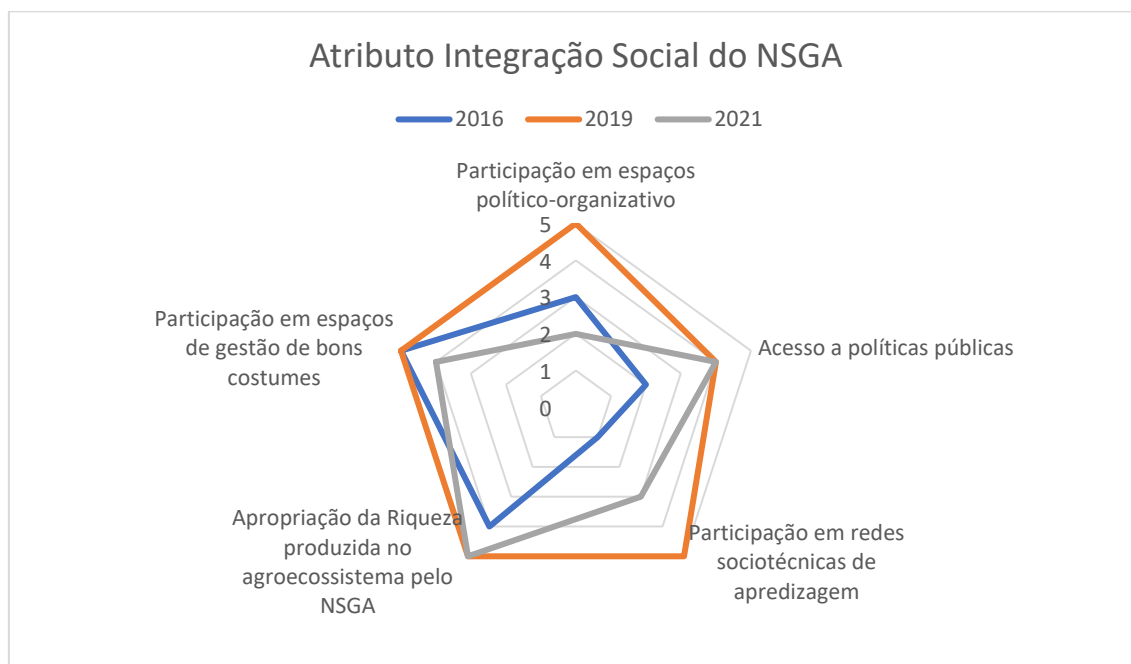 Atributo Integração Social do NSGA
2016 2019 2021
Participação em espaços
político-organizativo
5
4
3
2
1
0
Acesso a políticas públicas
Participação em redes
sociotécnicas de
apredizagem
Apropriação da Riqueza
produzida no
agroecossistema pelo
NSGA
Participação em espaços
de gestão de bons
costumes